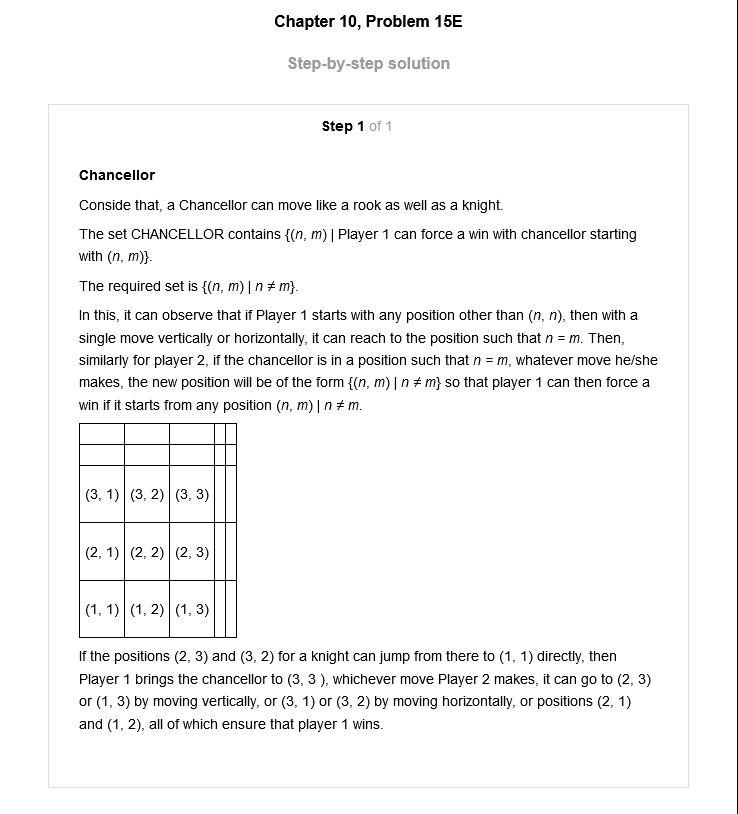 Chapter 10, Problem 15E
Step-by-step solution
Step 1 of 1
Chancellor
Conside that, a Chancellor can move like a rook as well as a knight.
The set CHANCELLOR contains {(n, m) | Player 1 can force a win with chancellor starting
with (n, m)}.
The required set is {(n, m) | n ≠ m}.
In this, it can observe that if Player 1 starts with any position other than (n, n), then with a
single move vertically or horizontally, it can reach to the position such that n = m. Then,
similarly for player 2, if the chancellor is in a position such that n = m, whatever move he/she
makes, the new position will be of the form {(n, m) | n ≠ m} so that player 1 can then force a
win if it starts from any position (n, m) | n ≠ m.
(3, 1) (3, 2) (3, 3)
(2, 1) (2, 2) (2, 3)
(1, 1) (1, 2) (1, 3)
If the positions (2, 3) and (3, 2) for a knight can jump from there to (1, 1) directly, then
Player 1 brings the chancellor to (3, 3 ), whichever move Player 2 makes, it can go to (2, 3)
or (1, 3) by moving vertically, or (3, 1) or (3, 2) by moving horizontally, or positions (2, 1)
and (1, 2), all of which ensure that player 1 wins.